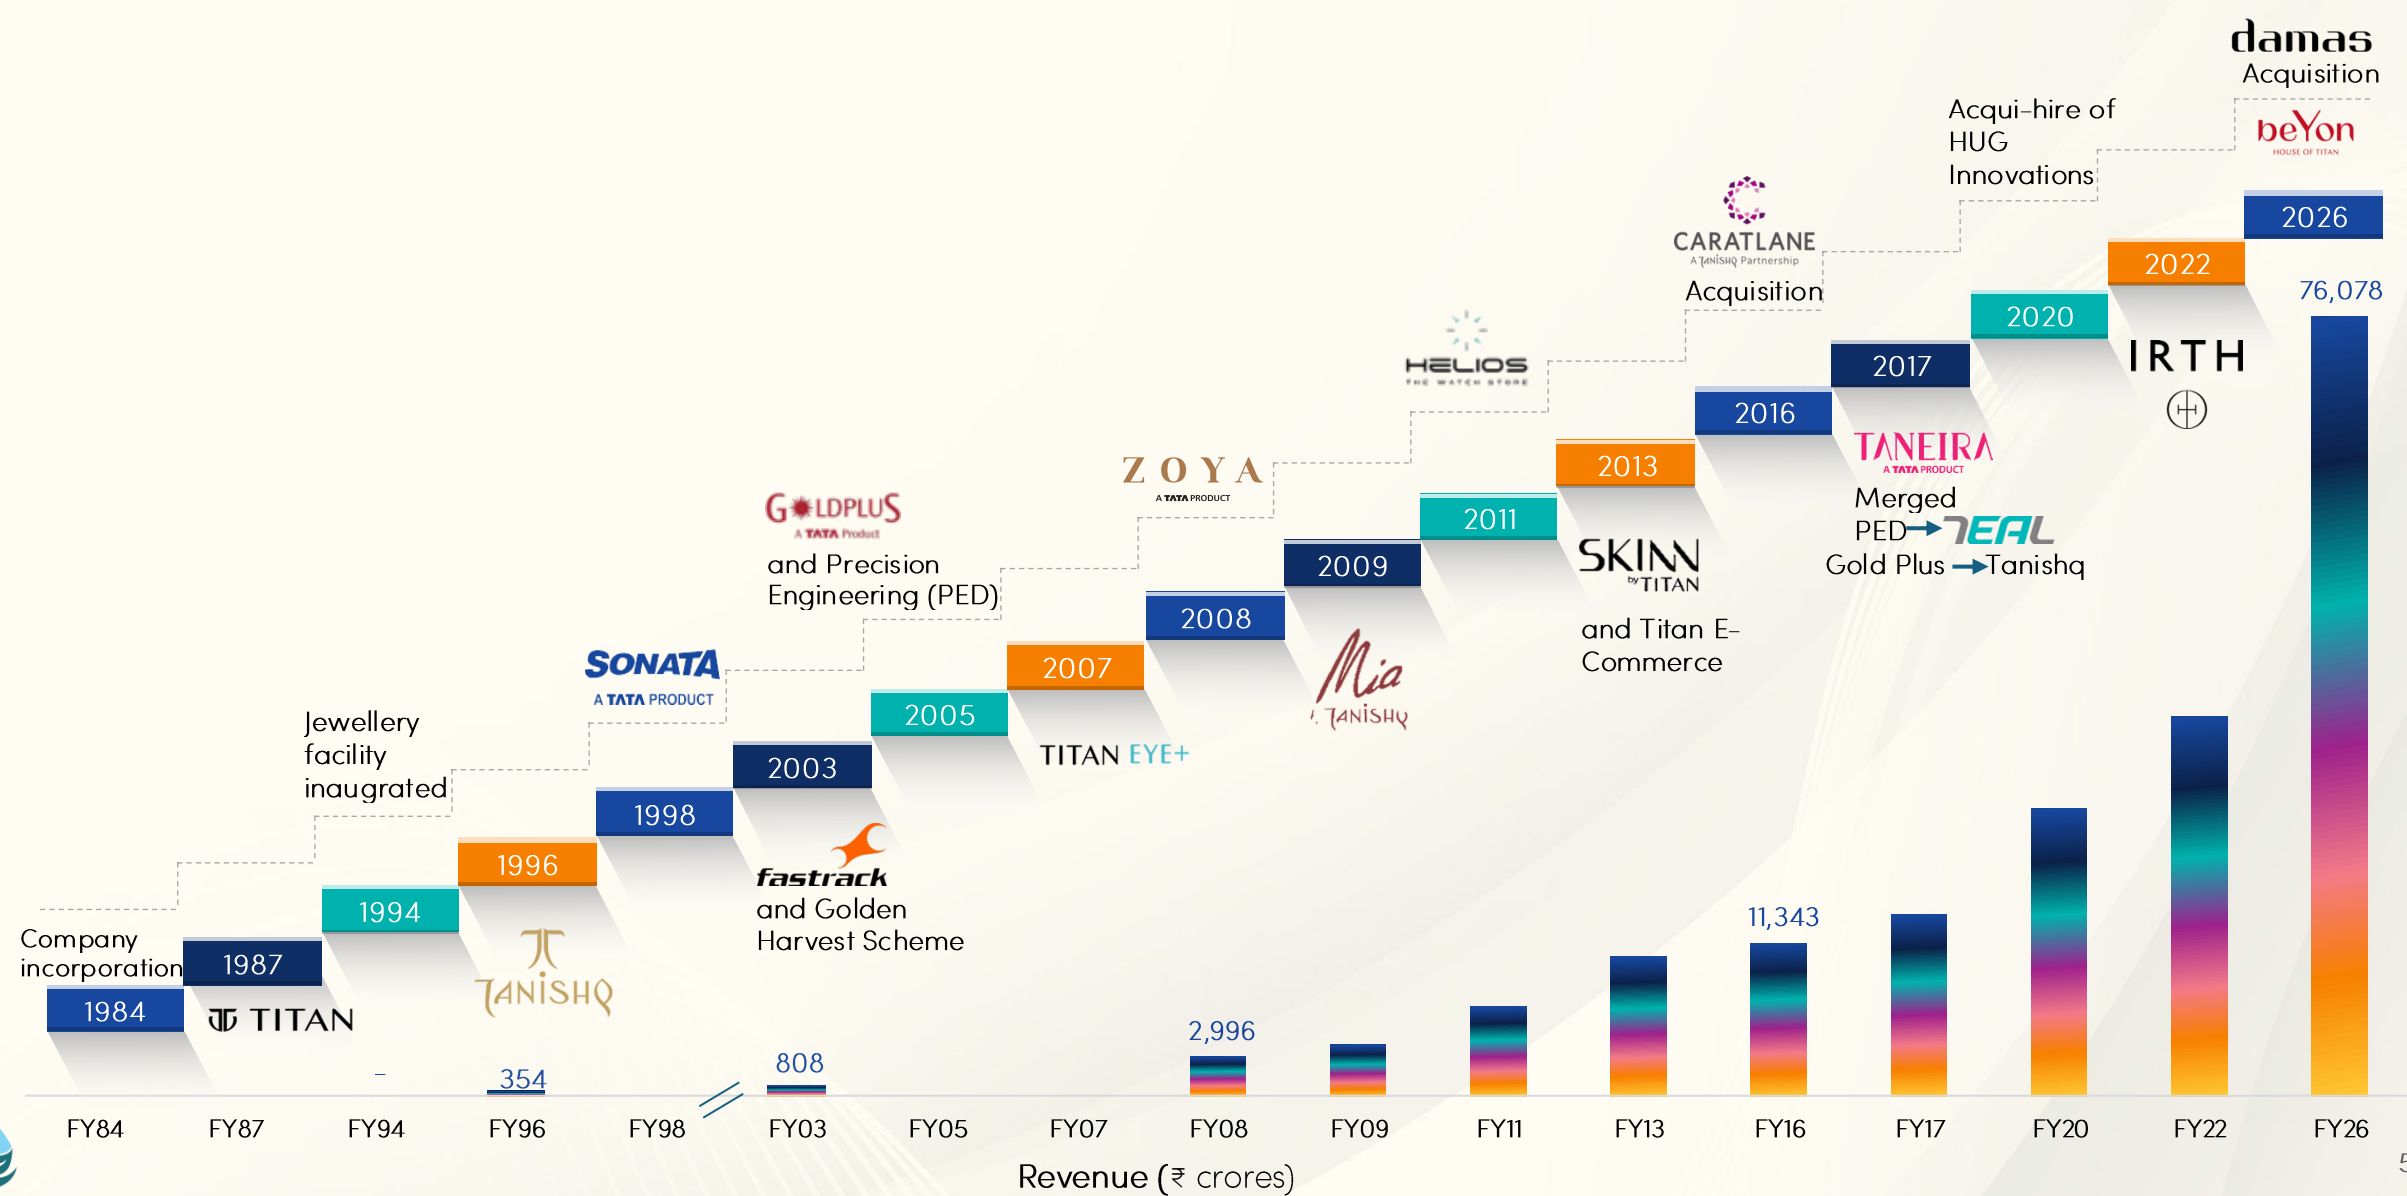 damas
Acquisition
beYon
HOUSE OF TITAN
2026
76,078
Acqui-hire of
HUG
Innovations
2022
IRTH
2020
CARATLANE
A TANISHQ Partnership
Acquisition
2017
TANEIRA
A TATA PRODUCT
Merged
PED TEAL
Gold Plus Tanishq
2016
HELIOS
THE WATCH STORE
2013
SKINN
by TITAN
and Titan E-
Commerce
2011
ZOYA
A TATA PRODUCT
2009
Mia
TANISHQ
2008
GOLDPLUS
A TATA Product
and Precision
Engineering (PED)
2007
TITAN EYE+
2005
SONATA
A TATA PRODUCT
2003
fastrack
and Golden
Harvest Scheme
1998
Jewellery
facility
inaugrated
1996
TANISHQ
1994
Company
incorporation
1987
TITAN
1984
–
354
808
2,996
11,343
FY84 FY87 FY94 FY96 FY98 FY03 FY05 FY07 FY08 FY09 FY11 FY13 FY16 FY17 FY20 FY22 FY26
Revenue (₹ crores)